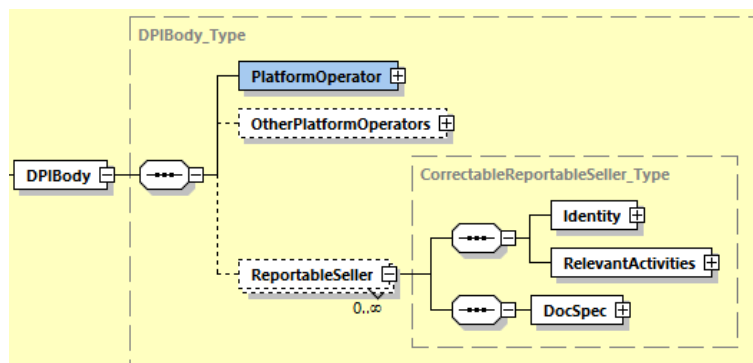 DPIBody_Type
PlatformOperator
OtherPlatformOperators
DPIBody
CorrectableReportableSeller_Type
Identity
RelevantActivities
ReportableSeller
0..∞
DocSpec